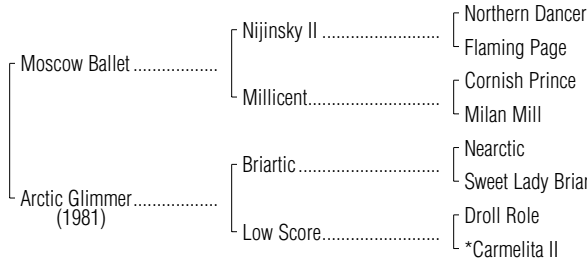 Northern Dancer
Nijinsky II
Flaming Page
Moscow Ballet
Cornish Prince
Millicent
Milan Mill
Nearctic
Briartic
Sweet Lady Briar
Arctic Glimmer
(1981)
Droll Role
Low Score
*Carmelita II